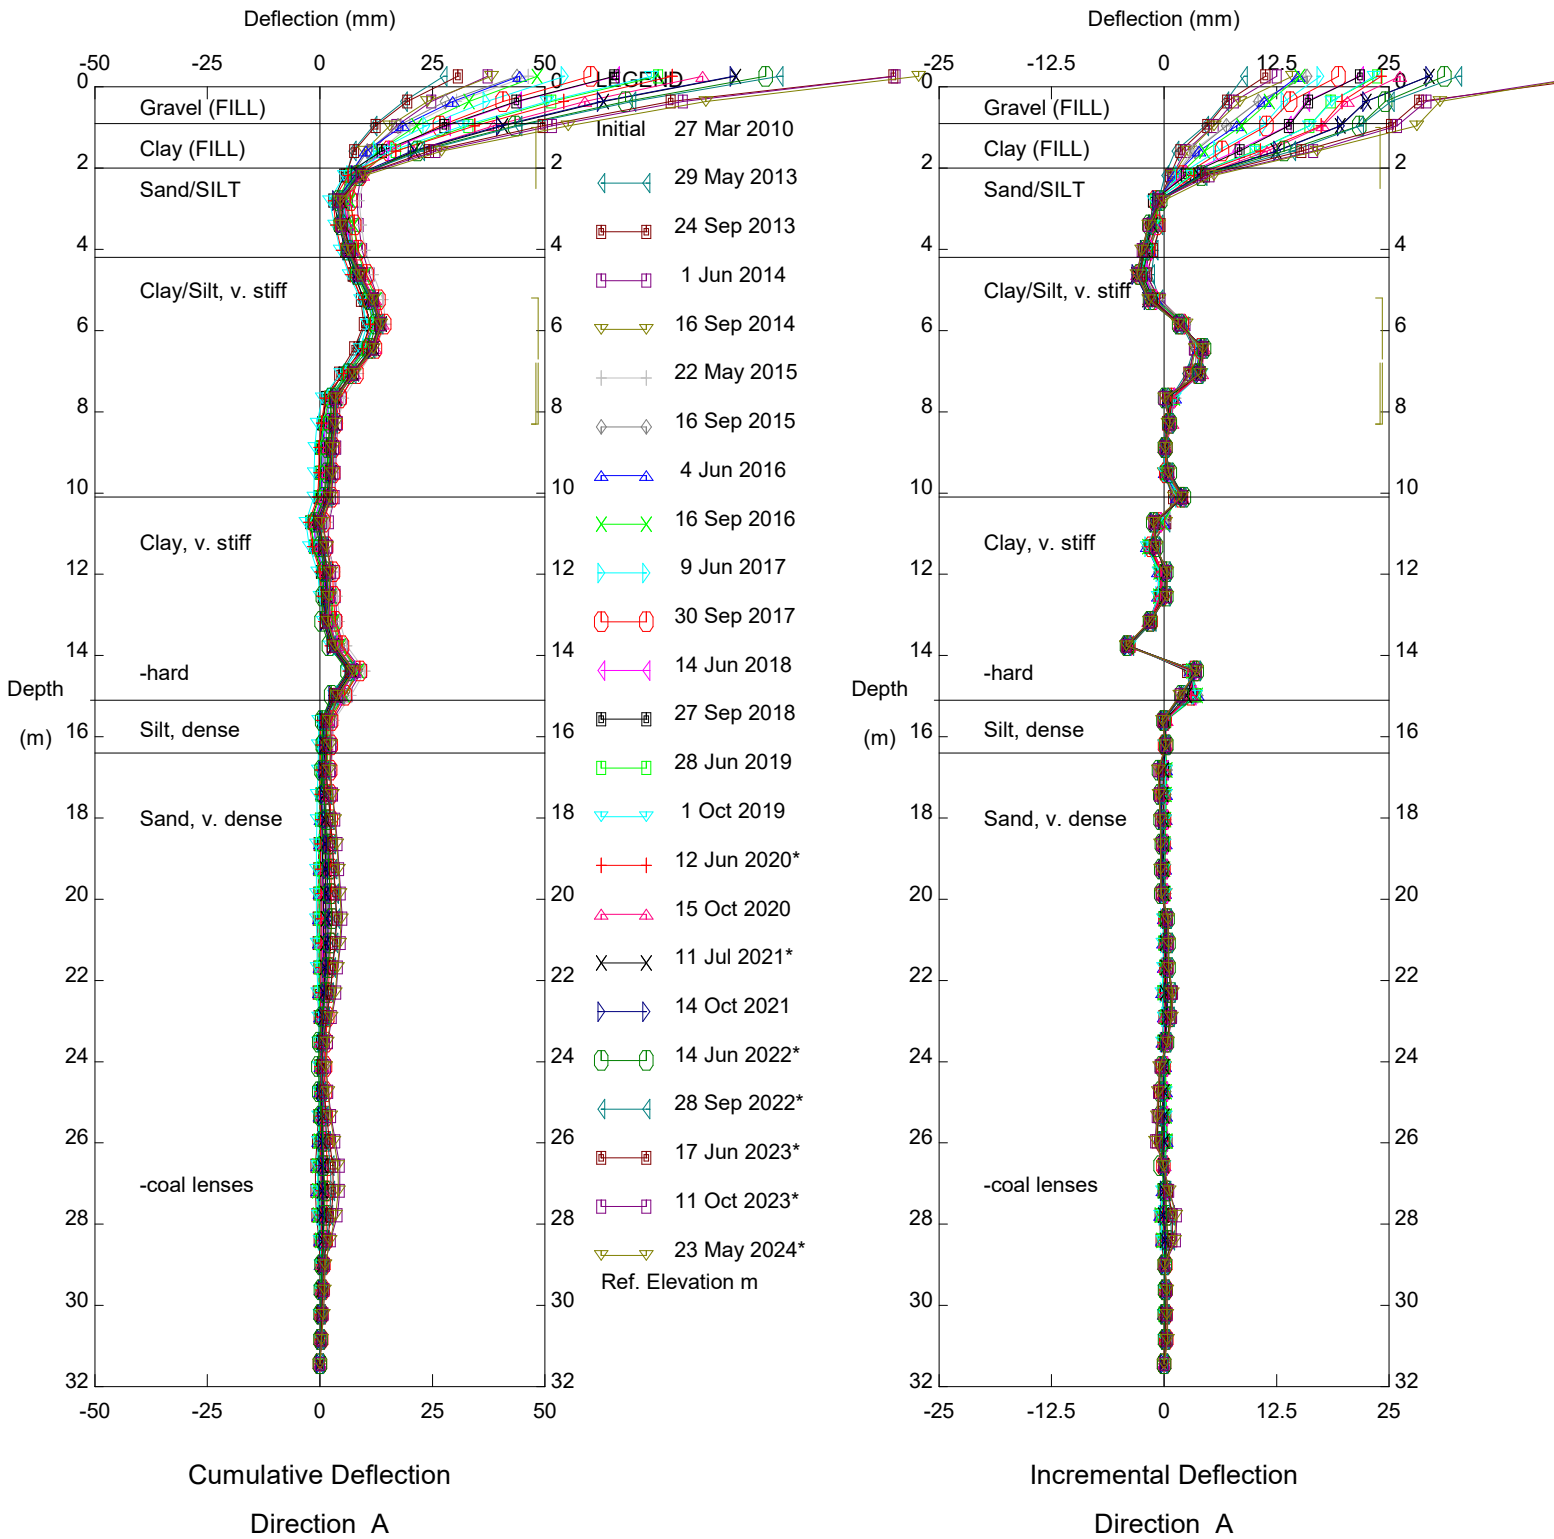 Deflection (mm)
-50 -25 0 25 50
0 0
Gravel (FILL)
Clay (FILL)
2 2
Sand/SILT
4 4
Clay/Silt, v. stiff
6 6
8 8
10 10
Clay, v. stiff
12 12
14 14
-hard
Depth
(m)
Silt, dense
16 16
18 18
Sand, v. dense
20 20
22 22
24 24
26 26
-coal lenses
28 28
30 30
32 32
-50 -25 0 25 50
Cumulative Deflection
Direction A
LEGEND
Initial 27 Mar 2010
29 May 2013
24 Sep 2013
1 Jun 2014
16 Sep 2014
22 May 2015
16 Sep 2015
4 Jun 2016
16 Sep 2016
9 Jun 2017
30 Sep 2017
14 Jun 2018
27 Sep 2018
28 Jun 2019
1 Oct 2019
12 Jun 2020*
15 Oct 2020
11 Jul 2021*
14 Oct 2021
14 Jun 2022*
28 Sep 2022*
17 Jun 2023*
11 Oct 2023*
23 May 2024*
Ref. Elevation m
Deflection (mm)
-25 -12.5 0 12.5 25
0 0
Gravel (FILL)
Clay (FILL)
2 2
Sand/SILT
4 4
Clay/Silt, v. stiff
6 6
8 8
10 10
Clay, v. stiff
12 12
14 14
-hard
Depth
(m)
Silt, dense
16 16
18 18
Sand, v. dense
20 20
22 22
24 24
26 26
-coal lenses
28 28
30 30
32 32
-25 -12.5 0 12.5 25
Incremental Deflection
Direction A